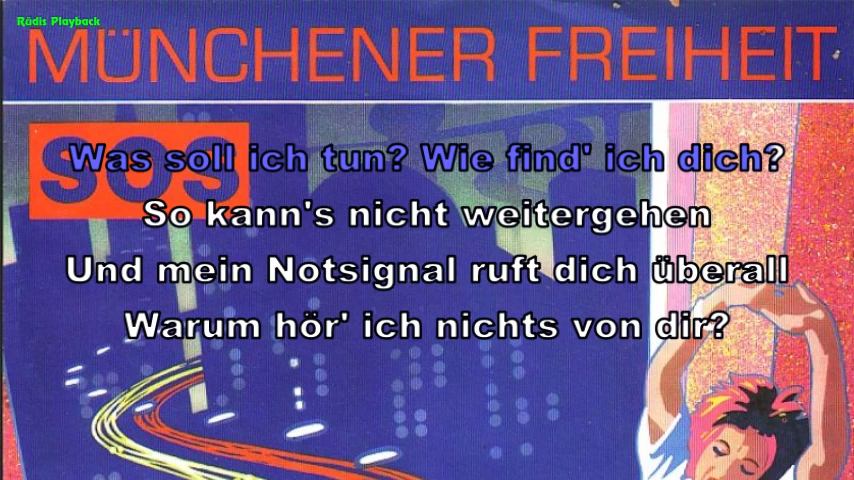 Rådis Playback
MÜNCHENER FREIHEIT
SOS
Was soll ich tun? Wie find' ich dich?
So kann's nicht weitergehen
Und mein Notsignal ruft dich überall
Warum hör' ich nichts von dir?